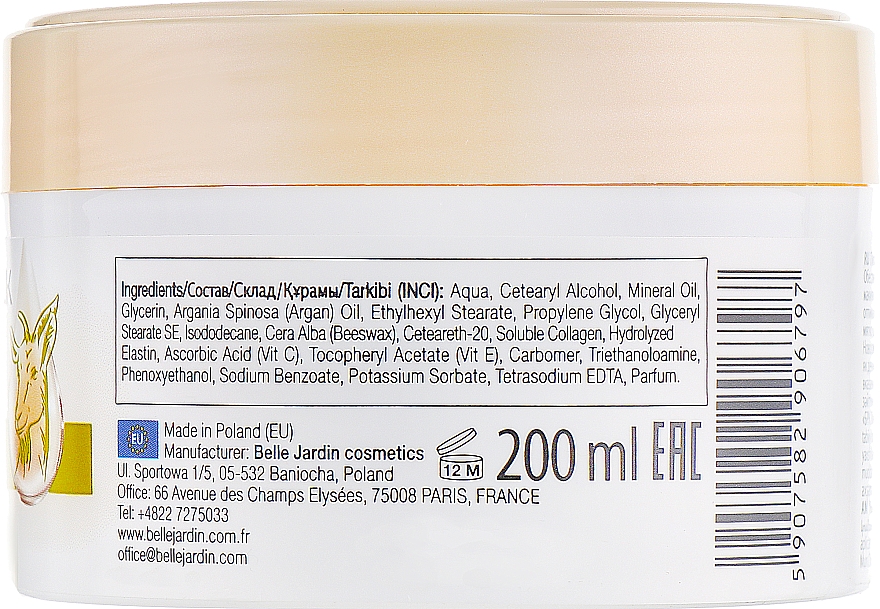 K
Ingredients/Состав/Склад/Құрамы/Tarkibi (INCI): Aqua, Cetearyl Alcohol, Mineral Oil,
Glycerin, Argania Spinosa (Argan) Oil, Ethylhexyl Stearate, Propylene Glycol, Glyceryl
Stearate SE, Isododecane, Cera Alba (Beeswax), Ceteareth-20, Soluble Collagen, Hydrolyzed
Elastin, Ascorbic Acid (Vit C), Tocopheryl Acetate (Vit E), Carbomer, Triethanoloamine,
Phenoxyethanol, Sodium Benzoate, Potassium Sorbate, Tetrasodium EDTA, Parfum.
EU
Made in Poland (EU)
Manufacturer: Belle Jardin cosmetics
Ul. Sportowa 1/5, 05-532 Baniocha, Poland
Office: 66 Avenue des Champs Elysées, 75008 PARIS, FRANCE
Tel: +4822 7275033
www.bellejardin.com.fr
office@bellejardin.com
12 M
200 ml
EAC
5 907582 906797